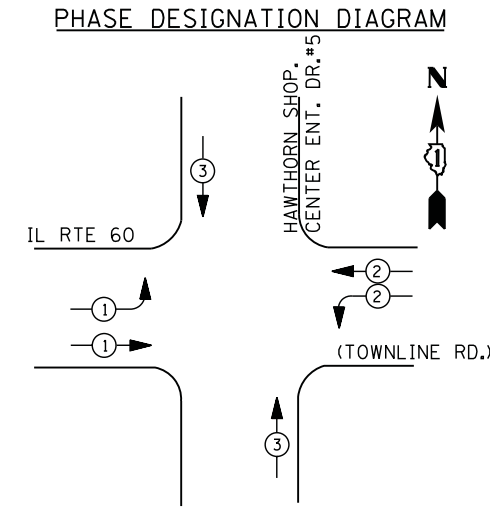 PHASE DESIGNATION DIAGRAM
HAWTHORN SHOP.
CENTER ENT. DR.#5
N
1
3
IL RTE 60
2
1
2
1
(TOWNLINE RD.)
3